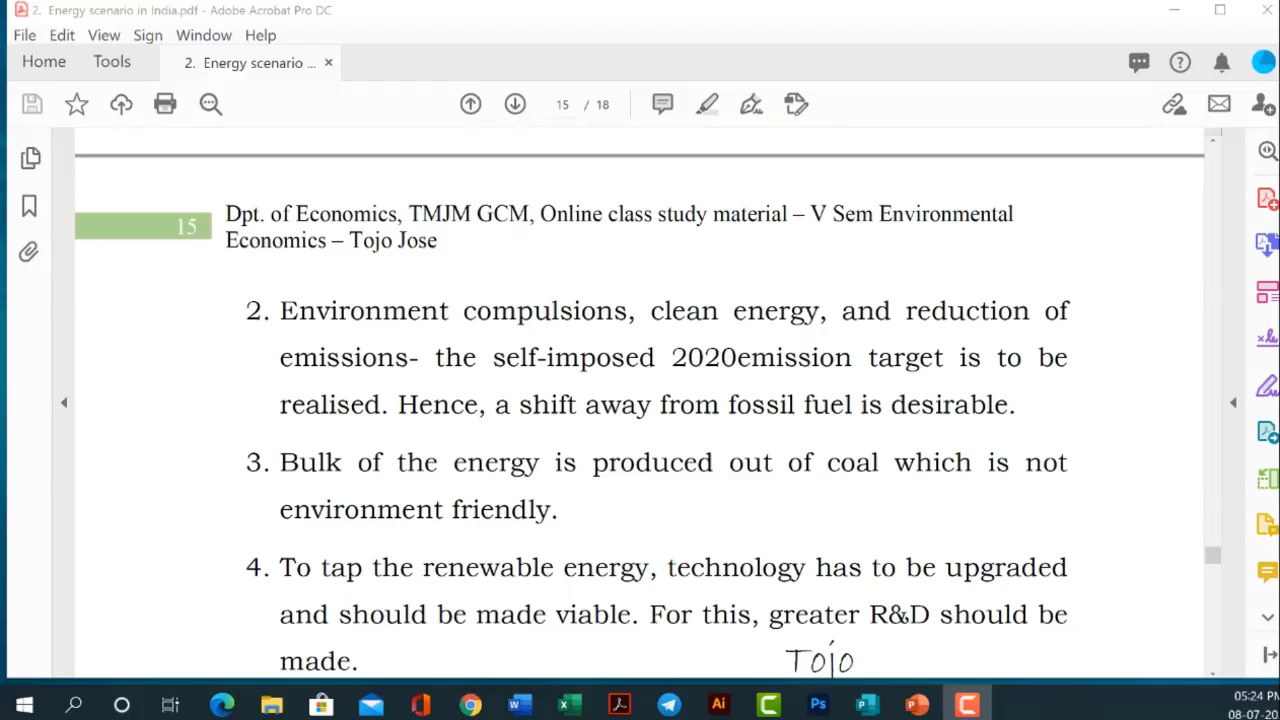 2. Energy scenario in India.pdf - Adobe Acrobat Pro DC
File Edit View Sign Window Help
Home Tools 2. Energy scenario ... ×
15 / 18
15
Dpt. of Economics, TMJM GCM, Online class study material – V Sem Environmental
Economics – Tojo Jose
2. Environment compulsions, clean energy, and reduction of
emissions- the self-imposed 2020emission target is to be
realised. Hence, a shift away from fossil fuel is desirable.
3. Bulk of the energy is produced out of coal which is not
environment friendly.
4. To tap the renewable energy, technology has to be upgraded
and should be made viable. For this, greater R&D should be
made.
Tojo
05:24 PM
08-07-20